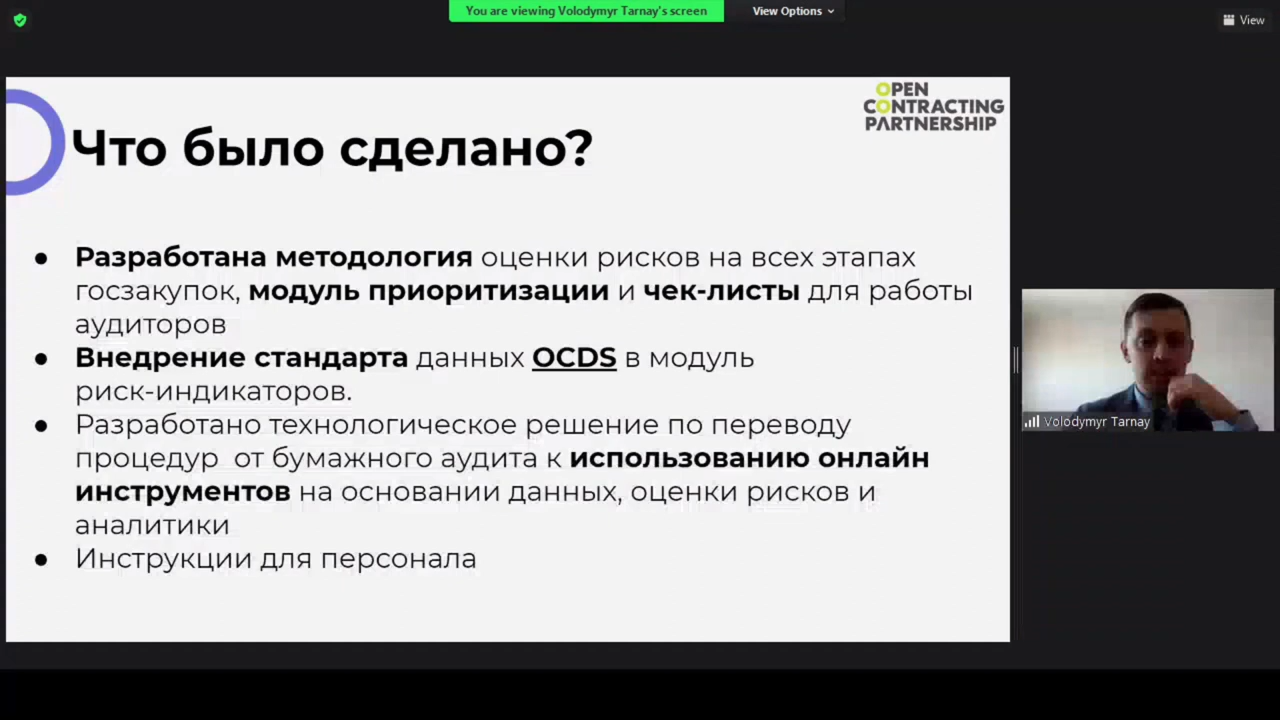 You are viewing Volodymyr Tarnay's screen
View Options
View
OPEN
CONTRACTING
PARTNERSHIP
Что было сделано?
● Разработана методология оценки рисков на всех этапах
госзакупок, модуль приоритизации и чек-листы для работы
аудиторов
● Внедрение стандарта данных OCDS в модуль
риск-индикаторов.
● Разработано технологическое решение по переводу
процедур от бумажного аудита к использованию онлайн
инструментов на основании данных, оценки рисков и
аналитики
● Инструкции для персонала
Volodymyr Tarnay